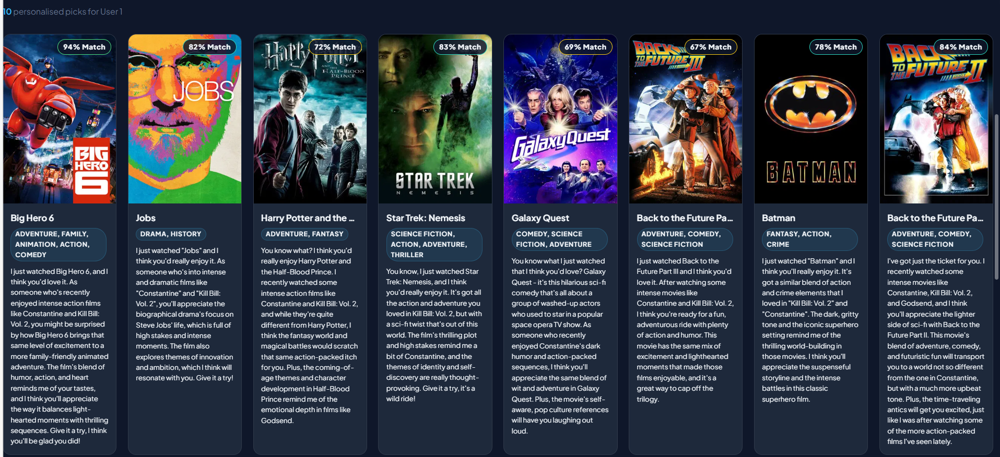 10 personalised picks for User 1
94% Match
BIG
HERO
6
Big Hero 6
ADVENTURE, FAMILY,
ANIMATION, ACTION,
COMEDY
I just watched Big Hero 6, and I
think you'd love it. As
someone who's recently
enjoyed intense action films
like Constantine and Kill Bill:
Vol. 2, you might be surprised
by how Big Hero 6 brings that
same level of excitement to a
more family-friendly animated
adventure. The film's blend of
humor, action, and heart
reminds me of your tastes,
and I think you'll appreciate
the way it balances light-
hearted moments with thrilling
sequences. Give it a try, I think
you'll be glad you did!
82% Match
JOBS
Jobs
DRAMA, HISTORY
I just watched "Jobs" and I
think you'd really enjoy it. As
someone who's into intense
and dramatic films like
"Constantine" and "Kill Bill:
Vol. 2", you'll appreciate the
biographical drama's focus on
Steve Jobs' life, which is full of
high stakes and intense
moments. The film also
explores themes of innovation
and ambition, which I think will
resonate with you. Give it a try!
72% Match
Harry Potter
AND THE
HALF-BLOOD
PRINCE
Harry Potter and the ...
ADVENTURE, FANTASY
You know what? I think you'd
really enjoy Harry Potter and
the Half-Blood Prince. I
recently watched some
intense action films like
Constantine and Kill Bill: Vol. 2,
and while they're quite
different from Harry Potter, I
think the fantasy world and
magical battles would scratch
that same action-packed itch
for you. Plus, the coming-of-
age themes and character
development in Half-Blood
Prince remind me of the
emotional depth in films like
Godsend.
83% Match
STAR TREK
NEMESIS
Star Trek: Nemesis
SCIENCE FICTION,
ACTION, ADVENTURE,
THRILLER
You know, I just watched Star
Trek: Nemesis, and I think
you'd really enjoy it. It's got all
the action and adventure you
loved in Kill Bill: Vol. 2, but with
a sci-fi twist that's out of this
world. The film's thrilling plot
and high stakes remind me a
bit of Constantine, and the
themes of identity and self-
discovery are really thought-
provoking. Give it a try, it's a
wild ride!
69% Match
GalaxyQuest
Galaxy Quest
COMEDY, SCIENCE
FICTION, ADVENTURE
You know what I just watched
that I think you'd love? Galaxy
Quest - it's this hilarious sci-fi
comedy that's all about a
group of washed-up actors
who used to star in a popular
space opera TV show. As
someone who recently
enjoyed Constantine's dark
humor and action-packed
sequences, I think you'll
appreciate the same blend of
wit and adventure in Galaxy
Quest. Plus, the movie's self-
aware, pop culture references
will have you laughing out
loud.
67% Match
BACK
TO THE
FUTURE
PART III
Back to the Future Pa...
ADVENTURE, COMEDY,
SCIENCE FICTION
I just watched Back to the
Future Part III and I think you'd
love it. After watching some
intense movies like
Constantine and Kill Bill: Vol. 2,
I think you're ready for a fun,
adventurous ride with plenty
of action and humor. This
movie has the same mix of
excitement and lighthearted
moments that made those
films enjoyable, and it's a
great way to cap off the
trilogy.
78% Match
BATMAN
Batman
FANTASY, ACTION,
CRIME
I just watched "Batman" and I
think you'll really enjoy it. It's
got a similar blend of action
and crime elements that I
loved in "Kill Bill: Vol. 2" and
"Constantine". The dark, gritty
tone and the iconic superhero
setting remind me of the
thrilling world-building in
those movies. I think you'll
appreciate the suspenseful
storyline and the intense
battles in this classic
superhero film.
84% Match
BACK
TO THE
FUTURE
PART II
Back to the Future Pa...
ADVENTURE, COMEDY,
SCIENCE FICTION
I've got just the ticket for you. I
recently watched some
intense movies like
Constantine, Kill Bill: Vol. 2,
and Godsend, and I think
you'll appreciate the lighter
side of sci-fi with Back to the
Future Part II. This movie's
blend of adventure, comedy,
and futuristic fun will transport
you to a world not so different
from the one in Constantine,
but with a much more upbeat
tone. Plus, the time-traveling
antics will get you excited, just
like I was after watching some
of the more action-packed
films I've seen lately.